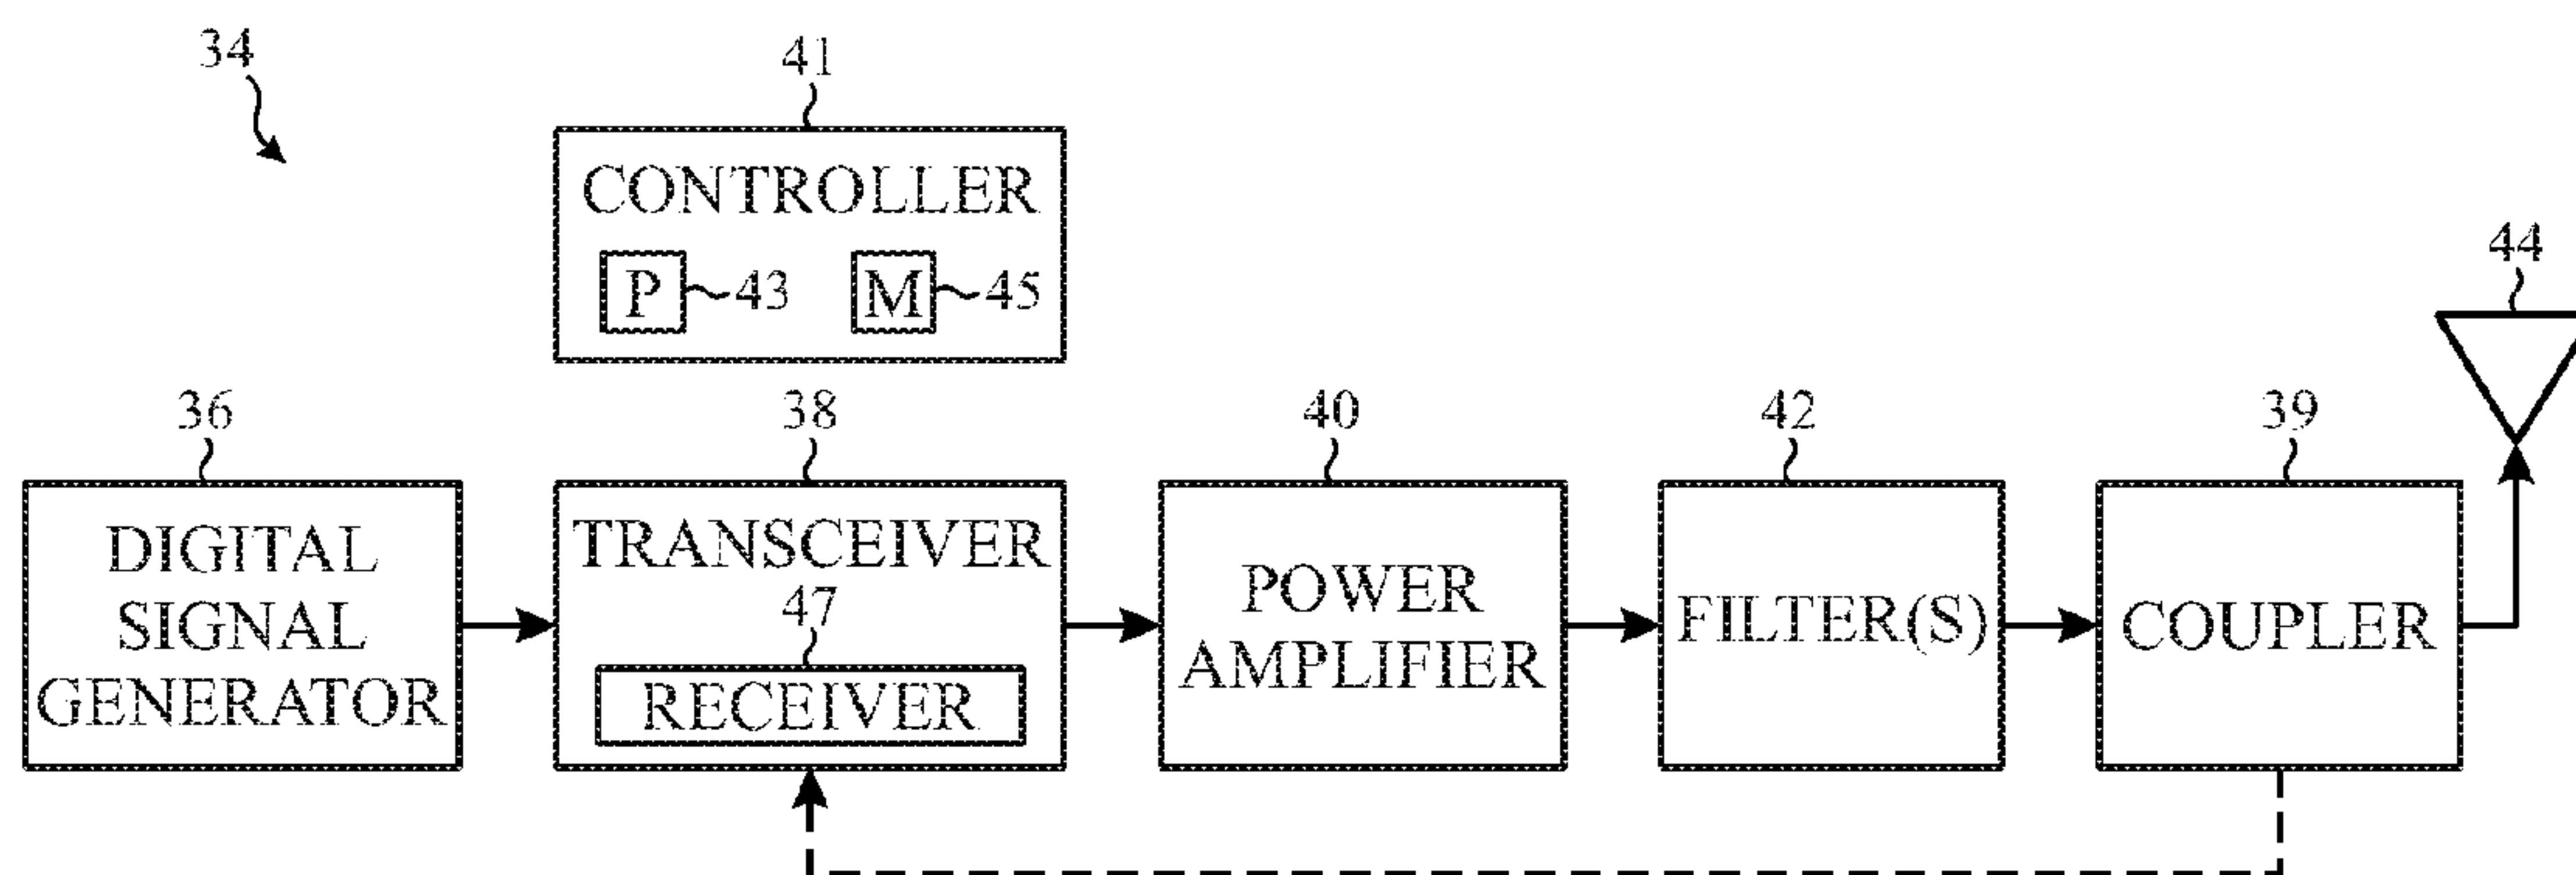 34
41
CONTROLLER
P 43 M 45
44
36 38 40 42 39
DIGITAL
SIGNAL
GENERATOR
TRANSCEIVER
47
RECEIVER
POWER
AMPLIFIER
FILTER(S)
COUPLER